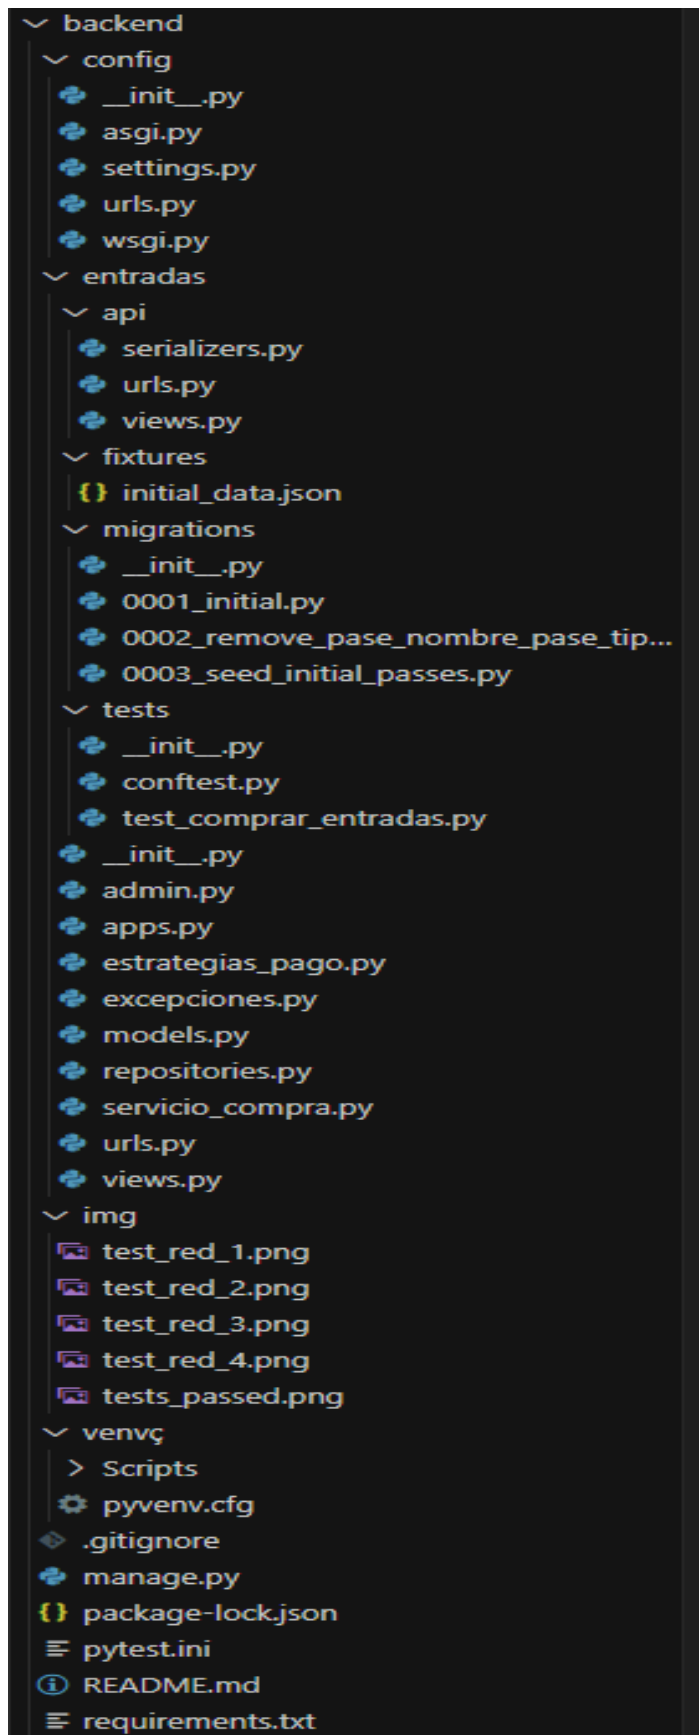 backend
config
__init__.py
asgi.py
settings.py
urls.py
wsgi.py
entradas
api
serializers.py
urls.py
views.py
fixtures
initial_data.json
migrations
__init__.py
0001_initial.py
0002_remove_pase_nombre_pase_tip...
0003_seed_initial_passes.py
tests
__init__.py
conftest.py
test_comprar_entradas.py
__init__.py
admin.py
apps.py
estrategias_pago.py
excepciones.py
models.py
repositories.py
servicio_compra.py
urls.py
views.py
img
test_red_1.png
test_red_2.png
test_red_3.png
test_red_4.png
tests_passed.png
venvç
Scripts
pyvenv.cfg
.gitignore
manage.py
package-lock.json
pytest.ini
README.md
requirements.txt